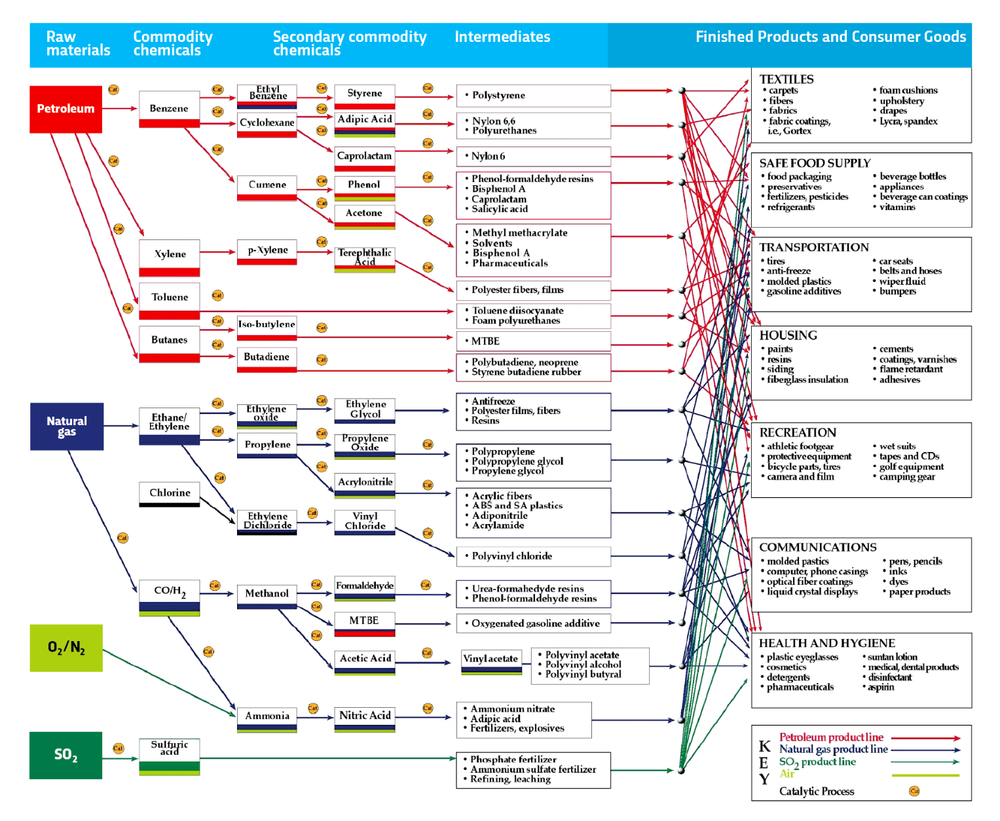 Raw
materials
Commodity
chemicals
Secondary commodity
chemicals
Intermediates
Finished Products and Consumer Goods
Petroleum
Natural
gas
O2/N2
SO2
Benzene
Xylene
Toluene
Butanes
Ethane/
Ethylene
Chlorine
CO/H2
Sulfuric
acid
Ethyl
Benzene
Cyclohexane
Cumene
p-Xylene
Iso-butylene
Butadiene
Ethylene
oxide
Propylene
Ethylene
Dichloride
Methanol
Ammonia
Styrene
Adipic Acid
Caprolactam
Phenol
Acetone
Terephthalic
Acid
Ethylene
Glycol
Propylene
Oxide
Acrylonitrile
Vinyl
Chloride
Formaldehyde
MTBE
Acetic Acid
Nitric Acid
• Polystyrene
• Nylon 6,6
• Polyurethanes
• Nylon 6
• Phenol-formaldehyde resins
• Bisphenol A
• Caprolactam
• Salicylic acid
• Methyl methacrylate
• Solvents
• Bisphenol A
• Pharmaceuticals
• Polyester fibers, films
• Toluene diisocyanate
• Foam polyurethanes
• MTBE
• Polybutadiene, neoprene
• Styrene butadiene rubber
• Antifreeze
• Polyester films, fibers
• Resins
• Polypropylene
• Polypropylene glycol
• Propylene glycol
• Acrylic fibers
• ABS and SA plastics
• Adiponitrile
• Acrylamide
• Polyvinyl chloride
• Urea-formahedyde resins
• Phenol-formaldehyde resins
• Oxygenated gasoline additive
Vinyl acetate
• Polyvinyl acetate
• Polyvinyl alcohol
• Polyvinyl butyral
• Ammonium nitrate
• Adipic acid
• Fertilizers, explosives
• Phosphate fertilizer
• Ammonium sulfate fertilizer
• Refining, leaching
TEXTILES
• carpets
• fibers
• fabrics
• fabric coatings,
i.e., Gortex
• foam cushions
• upholstery
• drapes
• Lycra, spandex
SAFE FOOD SUPPLY
• food packaging
• preservatives
• fertilizers, pesticides
• refrigerants
• beverage bottles
• appliances
• beverage can coatings
• vitamins
TRANSPORTATION
• tires
• anti-freeze
• molded plastics
• gasoline additives
• car seats
• belts and hoses
• wiper fluid
• bumpers
HOUSING
• paints
• resins
• siding
• fiberglass insulation
• cements
• coatings, varnishes
• flame retardant
• adhesives
RECREATION
• athletic footgear
• protective equipment
• bicycle parts, tires
• camera and film
• wet suits
• tapes and CDs
• golf equipment
• camping gear
COMMUNICATIONS
• molded pastics
• computer, phone casings
• optical fiber coatings
• liquid crystal displays
• pens, pencils
• inks
• dyes
• paper products
HEALTH AND HYGIENE
• plastic eyeglasses
• cosmetics
• detergents
• pharmaceuticals
• suntan lotion
• medical, dental products
• disinfectant
• aspirin
KEY
Petroleum product line
Natural gas product line
SO2 product line
Air
Catalytic Process
Cat